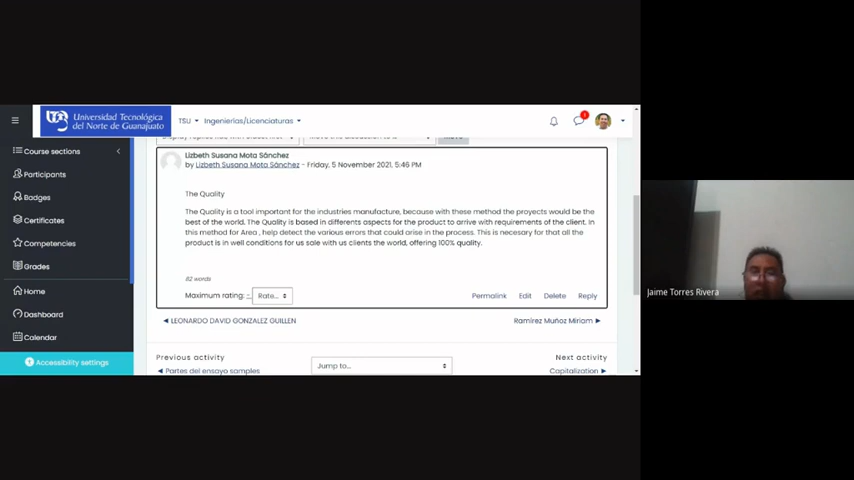 Universidad Tecnológica
del Norte de Guanajuato
TSU
Ingenierías/Licenciaturas
Course sections
Participants
Badges
Certificates
Competencies
Grades
Home
Dashboard
Calendar
Accessibility settings
Lizbeth Susana Mota Sánchez
by Lizbeth Susana Mota Sánchez - Friday, 5 November 2021, 5:46 PM
The Quality
The Quality is a tool important for the industries manufacture, because with these method the projects would be the
best of the world. The Quality is based in differents aspects for the product to arrive with requirements of the client. In
this method for Area , help detect the various errors that could arise in the process. This is necesary for that all the
product is in well conditions for us sale with us clients the world, offering 100% quality.
82 words
Maximum rating: - Rate...
Permalink Edit Delete Reply
◀ LEONARDO DAVID GONZALEZ GUILLEN
Ramírez Muñoz Miriam ▶
Previous activity
Next activity
◀ Partes del ensayo samples
Jump to...
Capitalization ▶
Jaime Torres Rivera